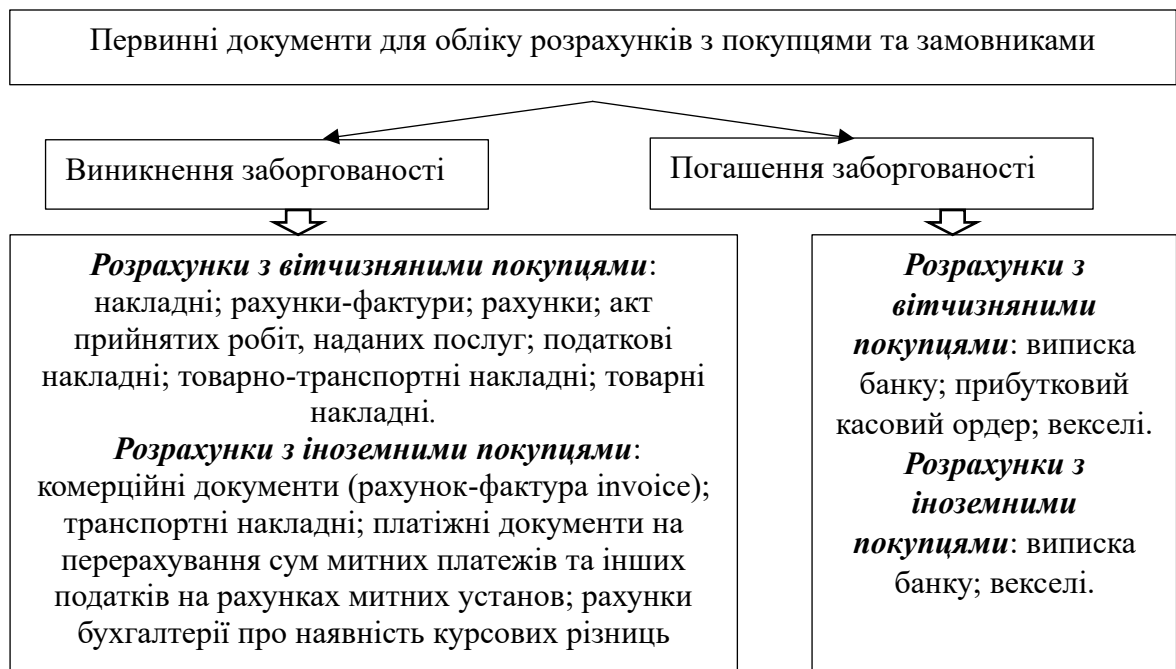 Первинні документи для обліку розрахунків з покупцями та замовниками
Виникнення заборгованості
Погашення заборгованості
Розрахунки з вітчизняними покупцями:
накладні; рахунки-фактури; рахунки; акт
прийнятих робіт, наданих послуг; податкові
накладні; товарно-транспортні накладні; товарні
накладні.
Розрахунки з іноземними покупцями:
комерційні документи (рахунок-фактура invoice);
транспортні накладні; платіжні документи на
перерахування сум митних платежів та інших
податків на рахунках митних установ; рахунки
бухгалтерії про наявність курсових різниць
Розрахунки з
вітчизняними
покупцями: виписка
банку; прибутковий
касовий ордер; векселі.
Розрахунки з
іноземними
покупцями: виписка
банку; векселі.